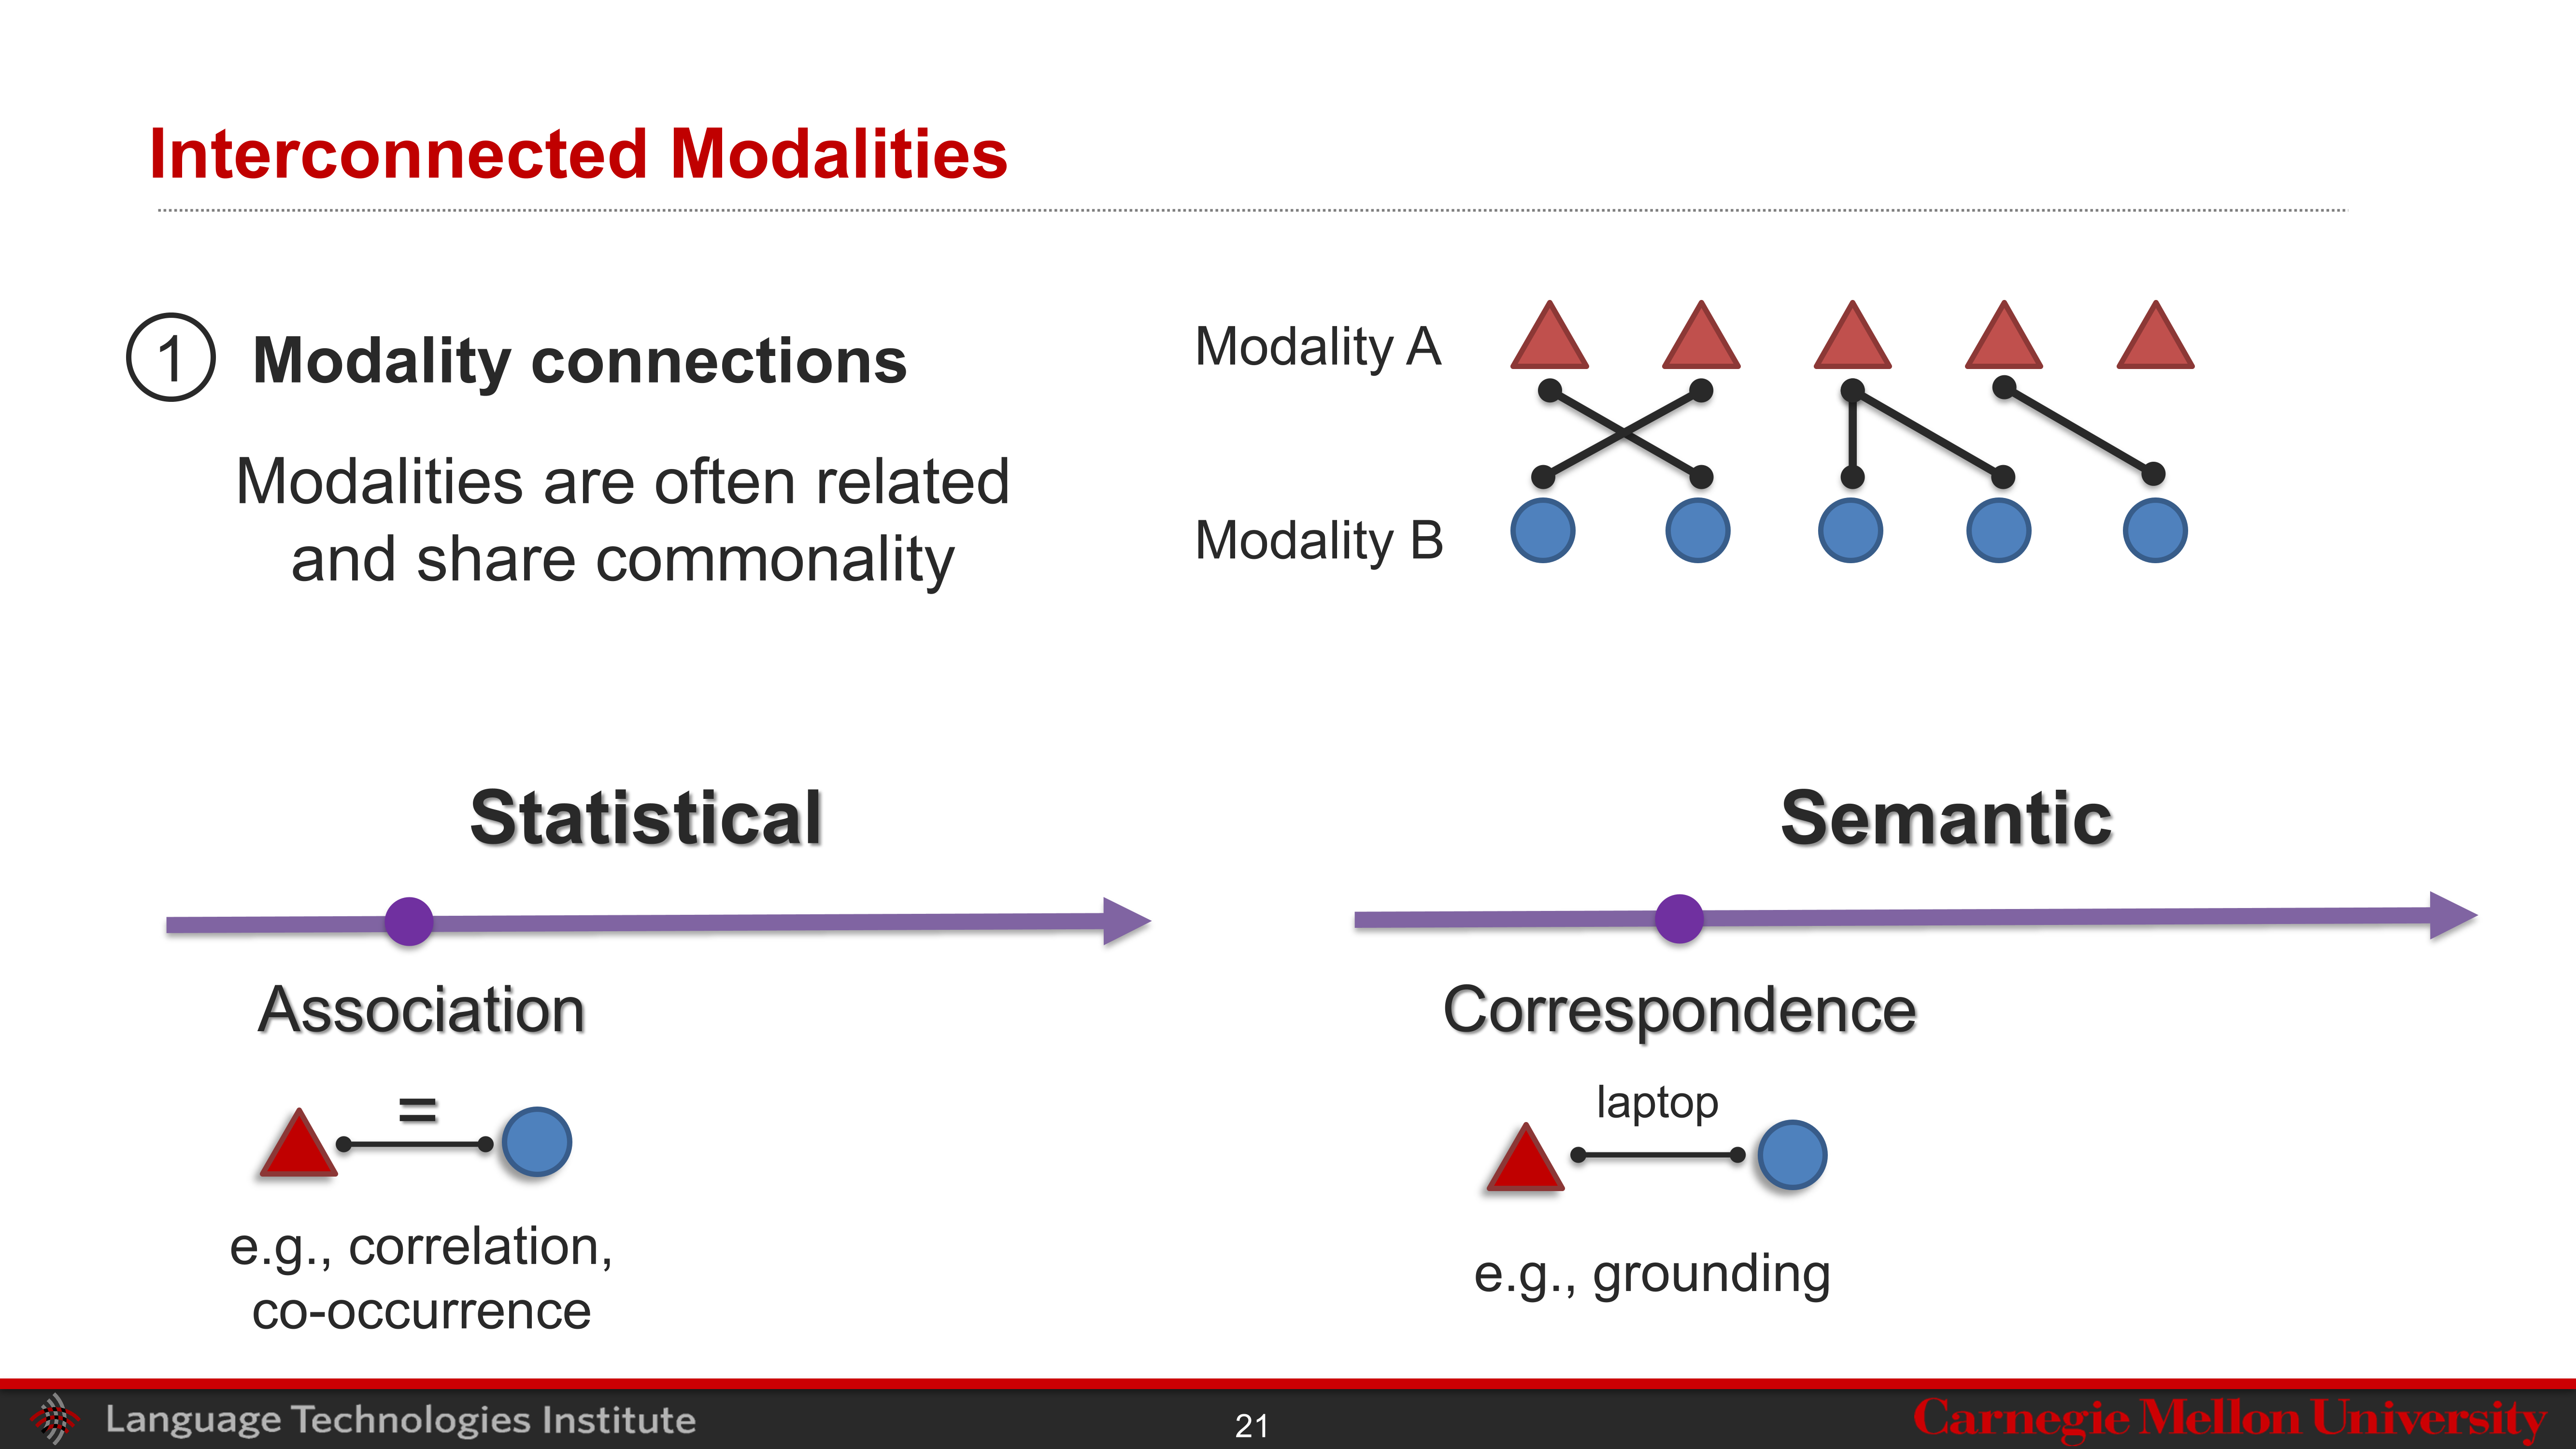 Interconnected Modalities
1 Modality connections
Modalities are often related
and share commonality
Modality A
Modality B
Statistical
Association
=
e.g., correlation,
co-occurrence
Semantic
Correspondence
laptop
e.g., grounding
Language Technologies Institute
21
Carnegie Mellon University